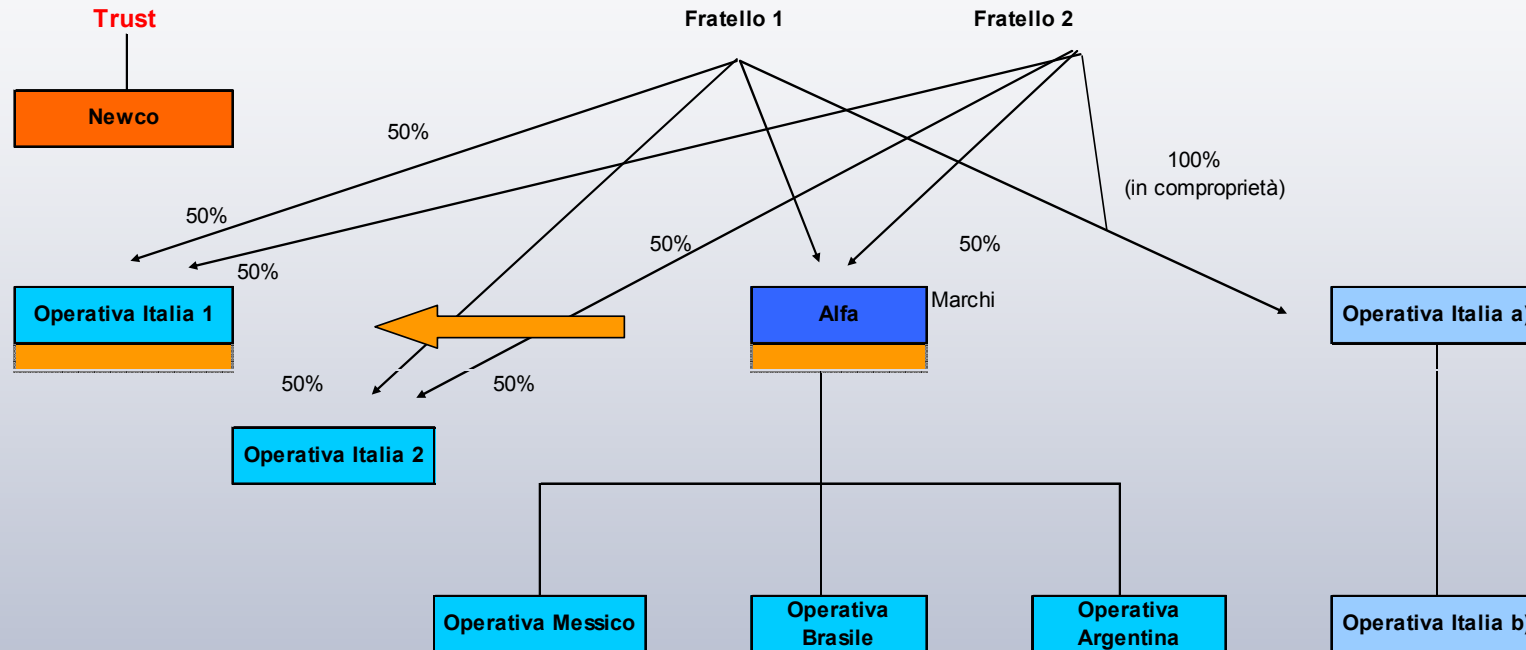 Trust
Fratello 1
Fratello 2
Newco
50%
100%
(in comproprietà)
50%
50%
50%
50%
Operativa Italia 1
Alfa
Marchi
Operativa Italia a)
50%
50%
Operativa Italia 2
Operativa Messico
Operativa
Brasile
Operativa
Argentina
Operativa Italia b)